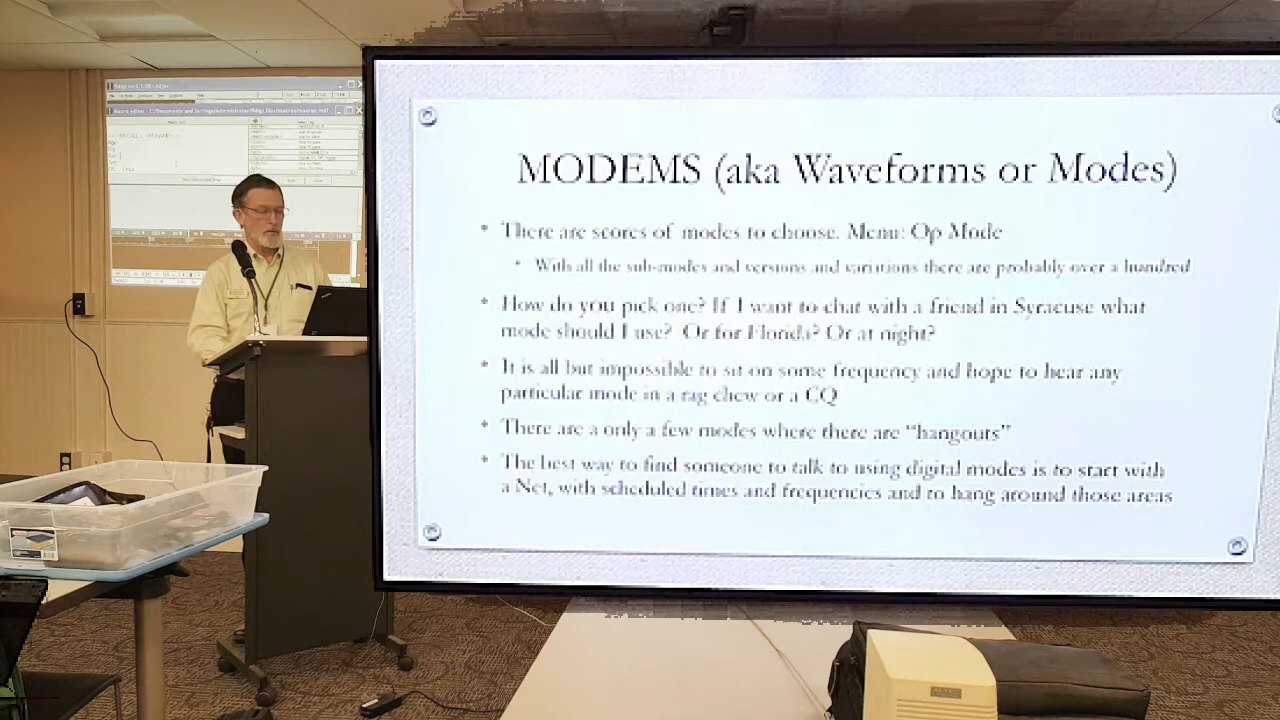 MODEMS (aka Waveforms or Modes)
There are scores of modes to choose. Menu: Op Mode
With all the sub-modes and versions and variations there are probably over a hundred
How do you pick one? If I want to chat with a friend in Syracuse what
mode should I use? Or for Florida? Or at night?
It is all but impossible to sit on some frequency and hope to hear any
particular mode in a rag chew or a CQ
There are a only a few modes where there are “hangouts”
The best way to find someone to talk to using digital modes is to start with
a Net, with scheduled times and frequencies and to hang around those areas